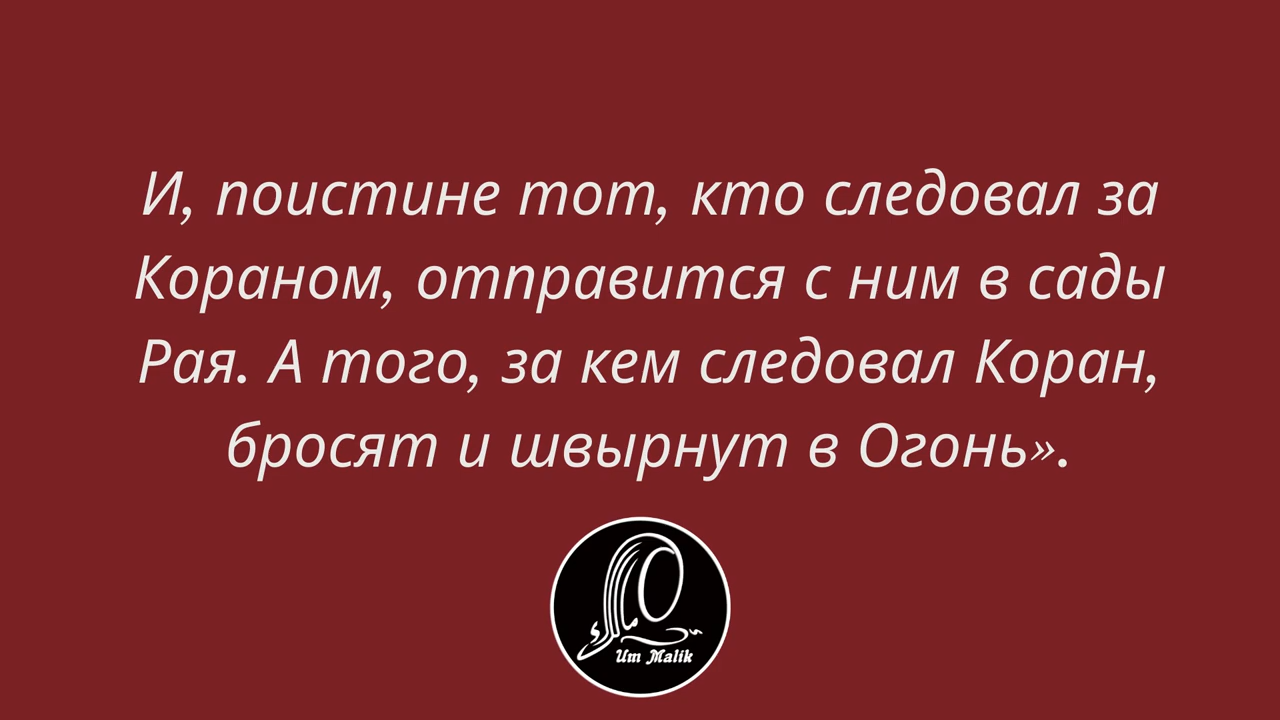 И, поистине тот, кто следовал за
Кораном, отправится с ним в сады
Рая. А того, за кем следовал Коран,
бросят и швырнут в Огонь».
Um Malik